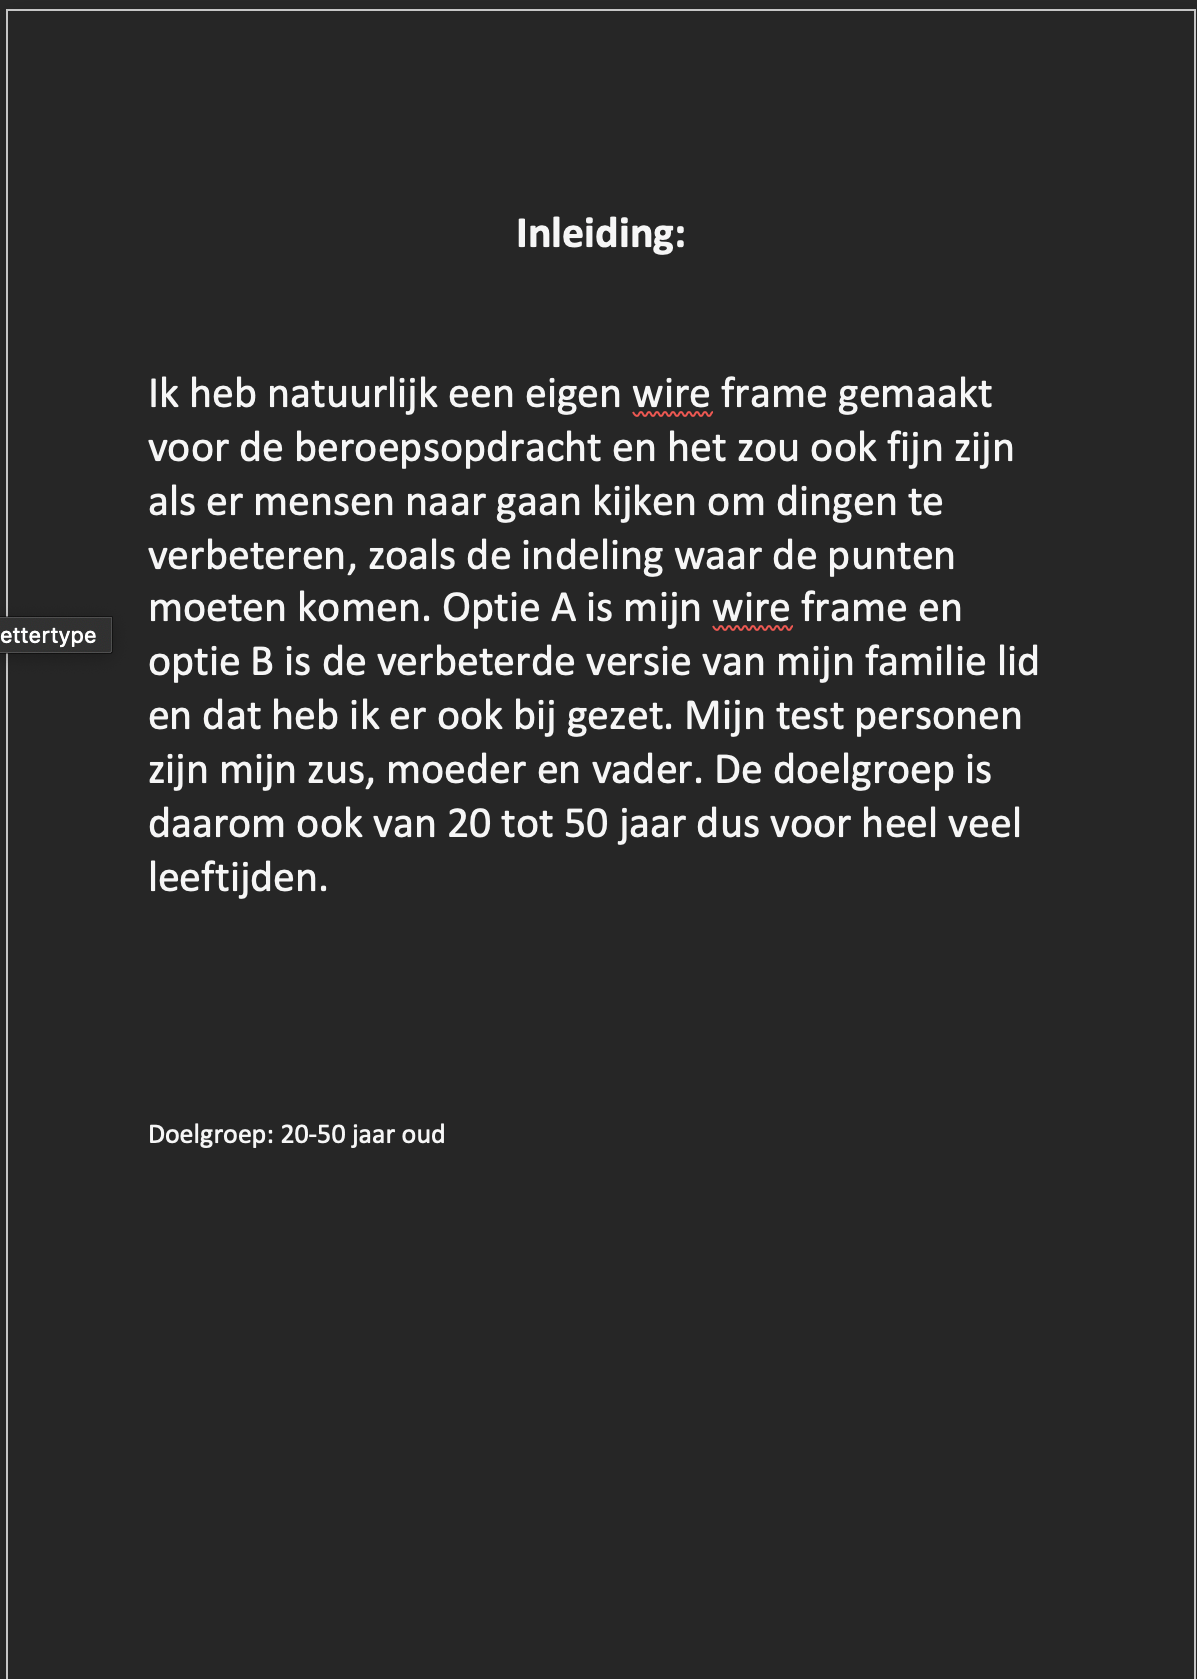 Inleiding:
Ik heb natuurlijk een eigen wire frame gemaakt
voor de beroepsopdracht en het zou ook fijn zijn
als er mensen naar gaan kijken om dingen te
verbeteren, zoals de indeling waar de punten
moeten komen. Optie A is mijn wire frame en
ettertype
optie B is de verbeterde versie van mijn familie lid
en dat heb ik er ook bij gezet. Mijn test personen
zijn mijn zus, moeder en vader. De doelgroep is
daarom ook van 20 tot 50 jaar dus voor heel veel
leeftijden.
Doelgroep: 20-50 jaar oud